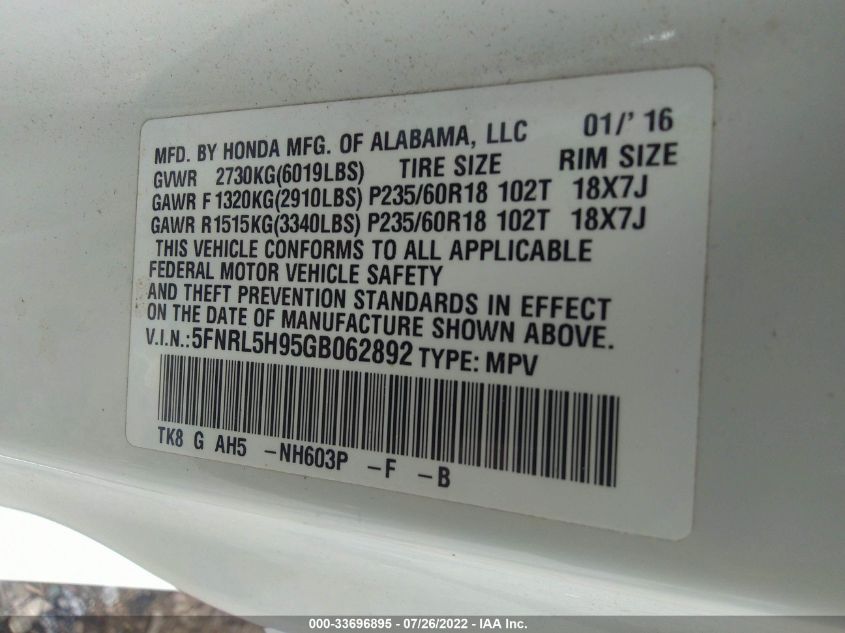 MFD. BY HONDA MFG. OF ALABAMA, LLC 01/' 16
GVWR 2730KG(6019LBS) TIRE SIZE RIM SIZE
GAWR F 1320KG(2910LBS) P235/60R18 102T 18X7J
GAWR R1515KG(3340LBS) P235/60R18 102T 18X7J
THIS VEHICLE CONFORMS TO ALL APPLICABLE
FEDERAL MOTOR VEHICLE SAFETY
AND THEFT PREVENTION STANDARDS IN EFFECT
ON THE DATE OF MANUFACTURE SHOWN ABOVE.
V.I.N.:5FNRL5H95GB062892 TYPE: MPV
TK8 G AH5 -NH603P -F -B
000-33696895 - 07/26/2022 - IAA Inc.